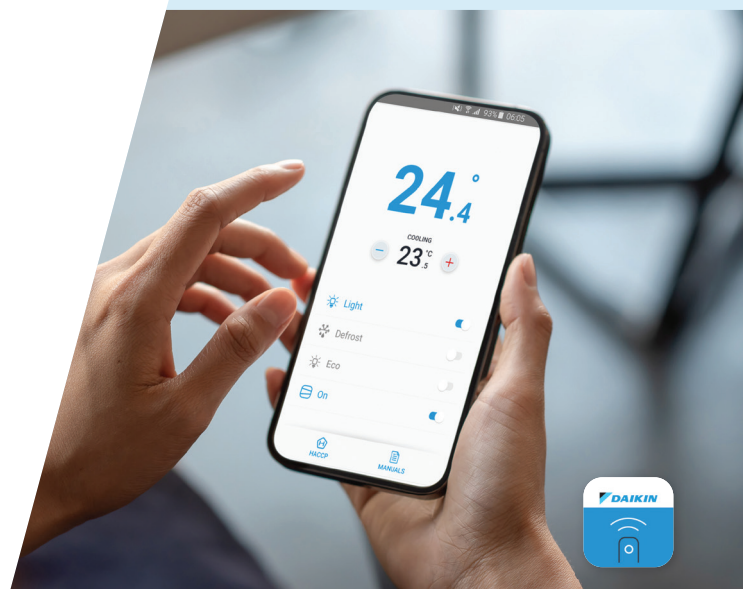 93% 06:05
24.4°
COOLING
− 23.5 °C +
Light
Defrost
Eco
On
HACCP
MANUALS
DAIKIN